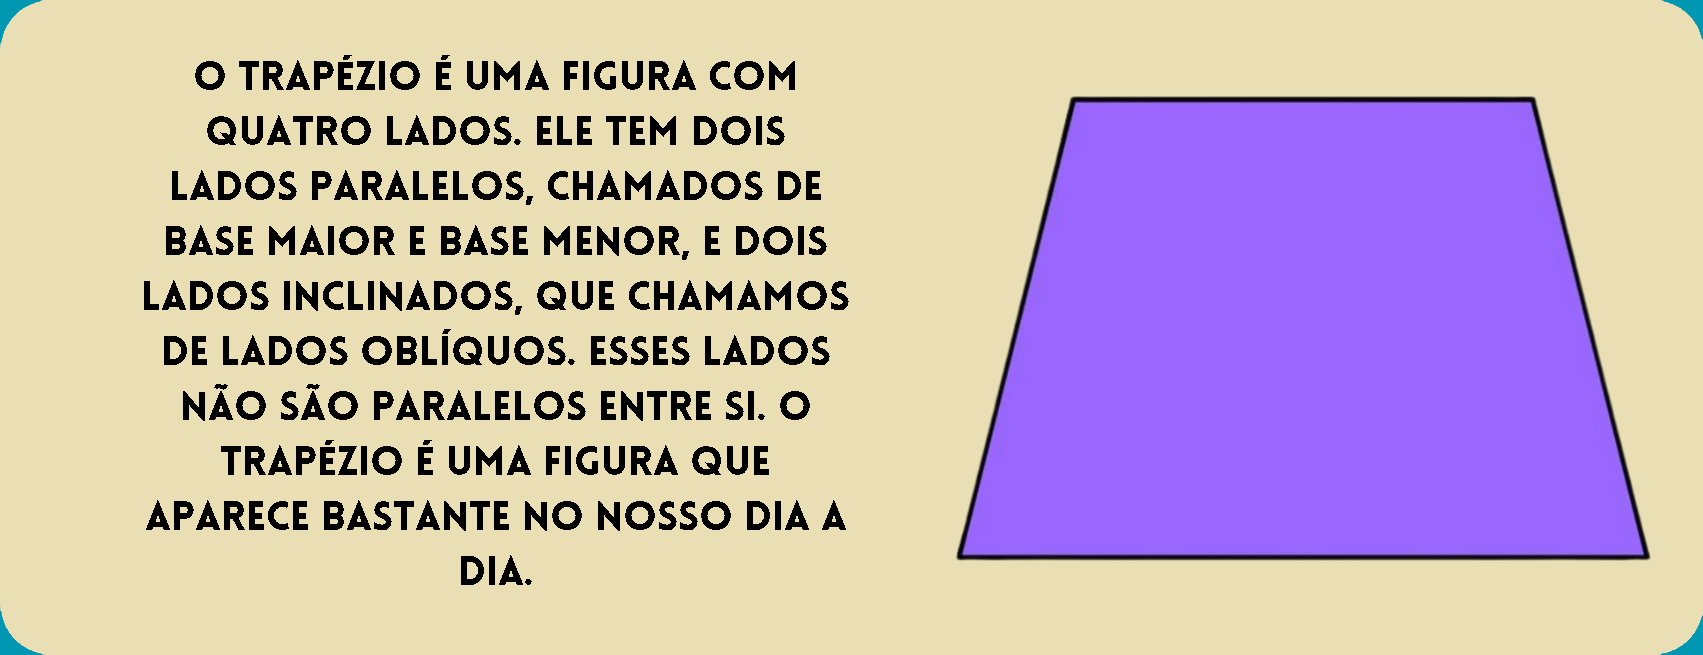 O TRAPÉZIO É UMA FIGURA COM
QUATRO LADOS. ELE TEM DOIS
LADOS PARALELOS, CHAMADOS DE
BASE MAIOR E BASE MENOR, E DOIS
LADOS INCLINADOS, QUE CHAMAMOS
DE LADOS OBLÍQUOS. ESSES LADOS
NÃO SÃO PARALELOS ENTRE SI. O
TRAPÉZIO É UMA FIGURA QUE
APARECE BASTANTE NO NOSSO DIA A
DIA.